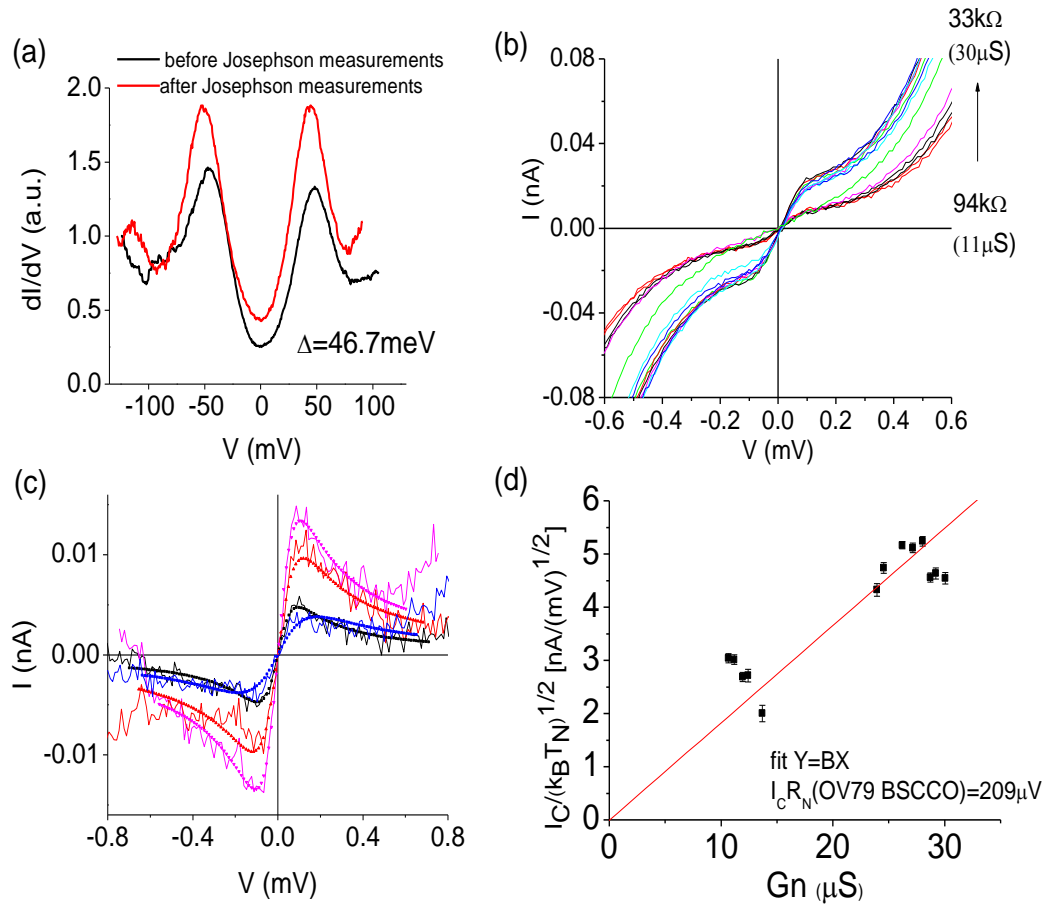 (a)
before Josephson measurements
after Josephson measurements
2.0
1.5
1.0
0.5
0.0
dI/dV (a.u.)
Δ=46.7meV
-100 -50 0 50 100
V (mV)
(b)
33kΩ
(30μS)
94kΩ
(11μS)
0.08
0.04
0.00
-0.04
-0.08
I (nA)
-0.6 -0.4 -0.2 0.0 0.2 0.4 0.6
V (mV)
(c)
0.01
0.00
-0.01
I (nA)
-0.8 -0.4 0.0 0.4 0.8
V (mV)
(d)
6
5
4
3
2
1
0
I_C/(k_BT_N)^1/2 [nA/(mV)^1/2]
fit Y=BX
I_CR_N(OV79 BSCCO)=209μV
0 10 20 30
Gn (μS)